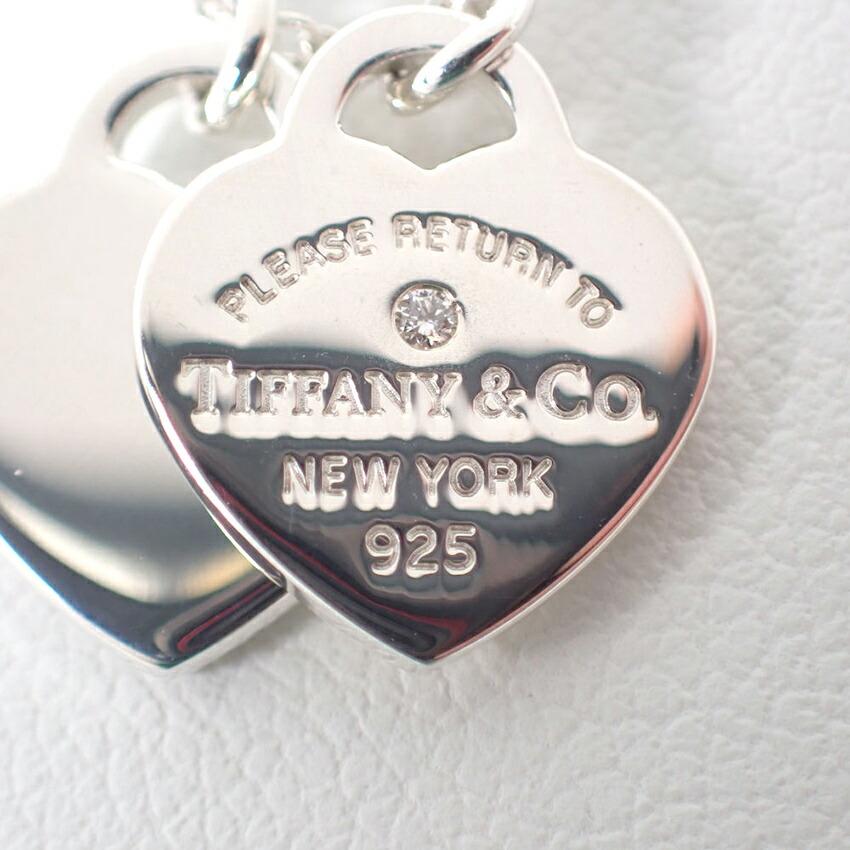 PLEASE RETURN TO
TIFFANY & CO.
NEW YORK
925